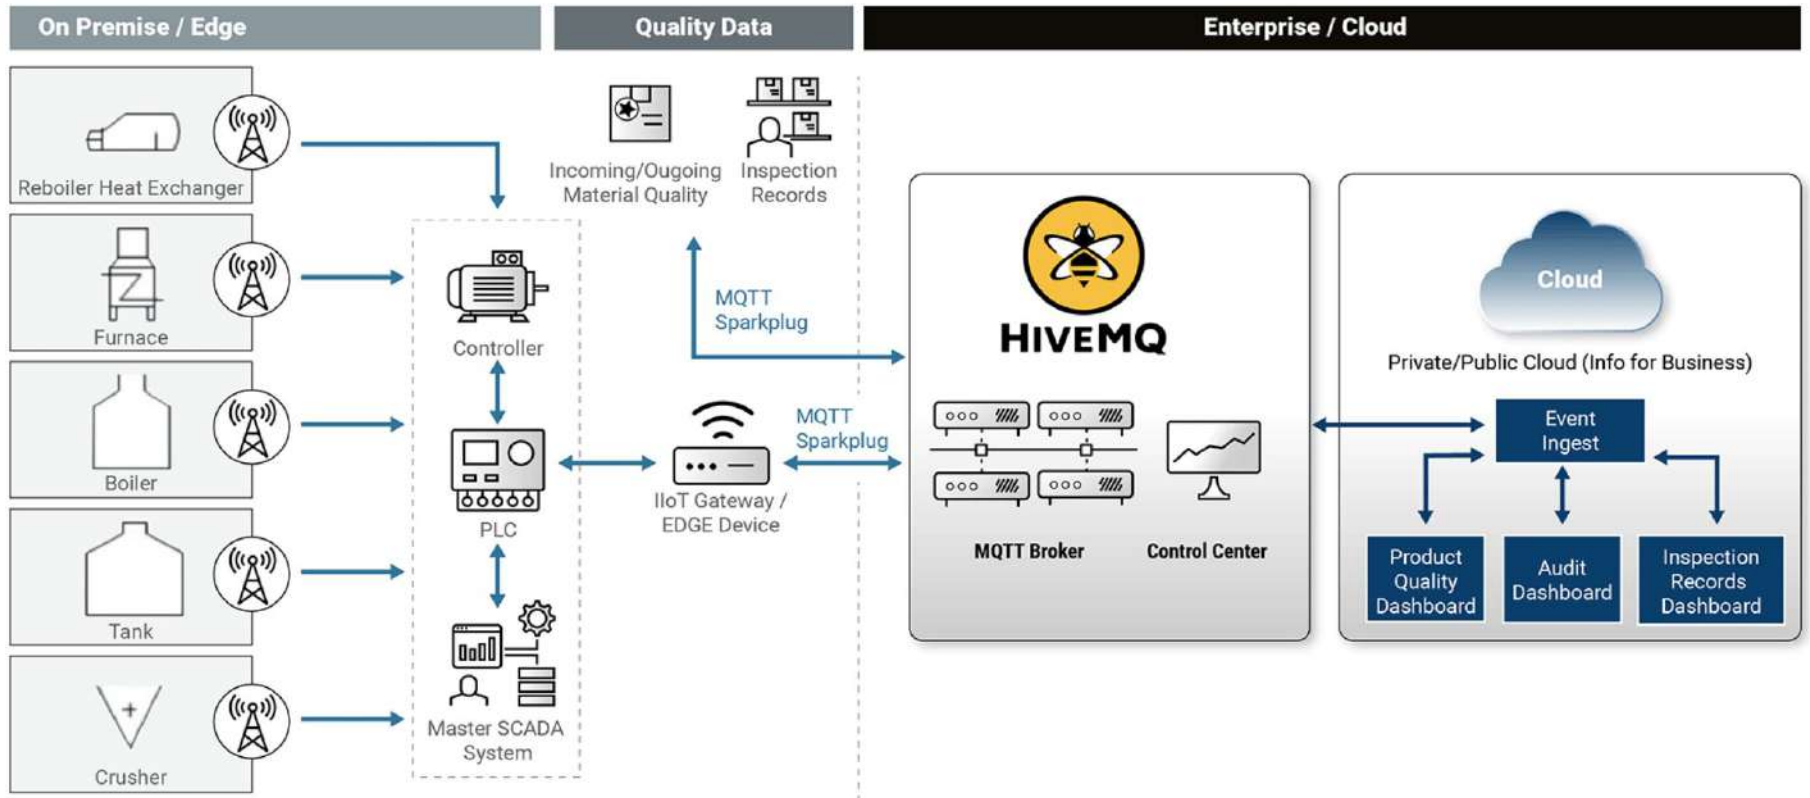 On Premise / Edge
Quality Data
Enterprise / Cloud
Reboiler Heat Exchanger
Furnace
Boiler
Tank
Crusher
Controller
PLC
Master SCADA
System
Incoming/Ougoing
Material Quality
Inspection
Records
MQTT
Sparkplug
MQTT
Sparkplug
IIoT Gateway /
EDGE Device
HIVEMQ
MQTT Broker
Control Center
Cloud
Private/Public Cloud (Info for Business)
Event
Ingest
Product
Quality
Dashboard
Audit
Dashboard
Inspection
Records
Dashboard